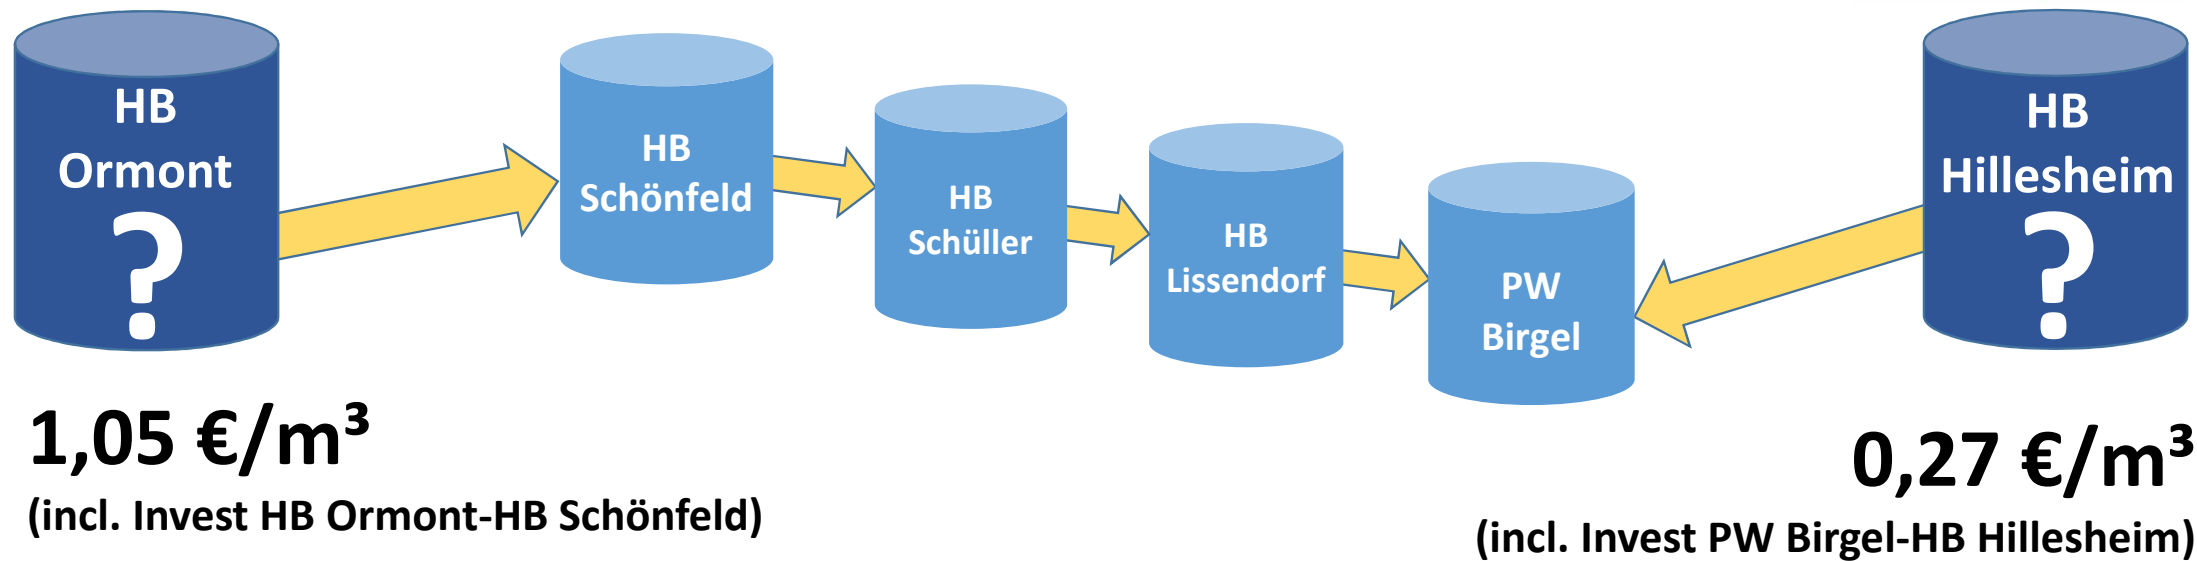 HB
Ormont
?
HB
Schönfeld
HB
Schüller
HB
Lissendorf
PW
Birgel
HB
Hillesheim
?
1,05 €/m³
(incl. Invest HB Ormont-HB Schönfeld)
0,27 €/m³
(incl. Invest PW Birgel-HB Hillesheim)